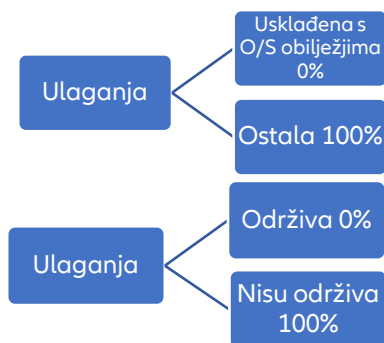 Ulaganja
Usklađena s
O/S obilježjima
0%
Ostala 100%
Ulaganja
Održiva 0%
Nisu održiva
100%